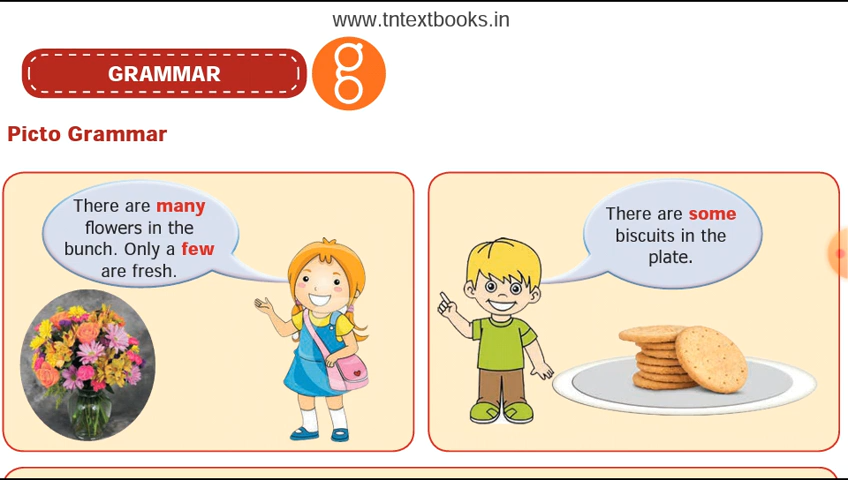 www.tntextbooks.in
GRAMMAR
g
Picto Grammar
There are many
flowers in the
bunch. Only a few
are fresh.
There are some
biscuits in the
plate.